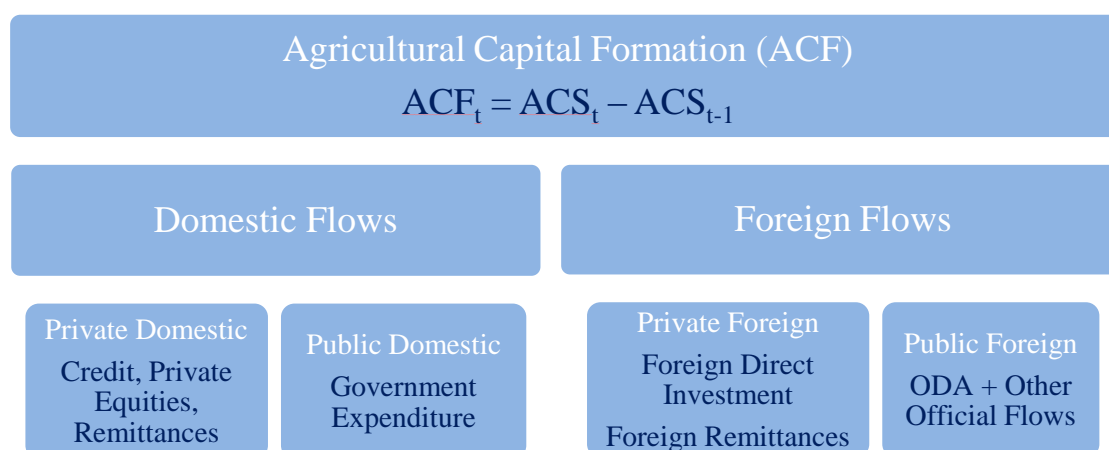 Agricultural Capital Formation (ACF)
ACFₜ = ACSₜ – ACSₜ₋₁
Domestic Flows
Foreign Flows
Private Domestic
Credit, Private
Equities,
Remittances
Public Domestic
Government
Expenditure
Private Foreign
Foreign Direct
Investment
Foreign Remittances
Public Foreign
ODA + Other
Official Flows